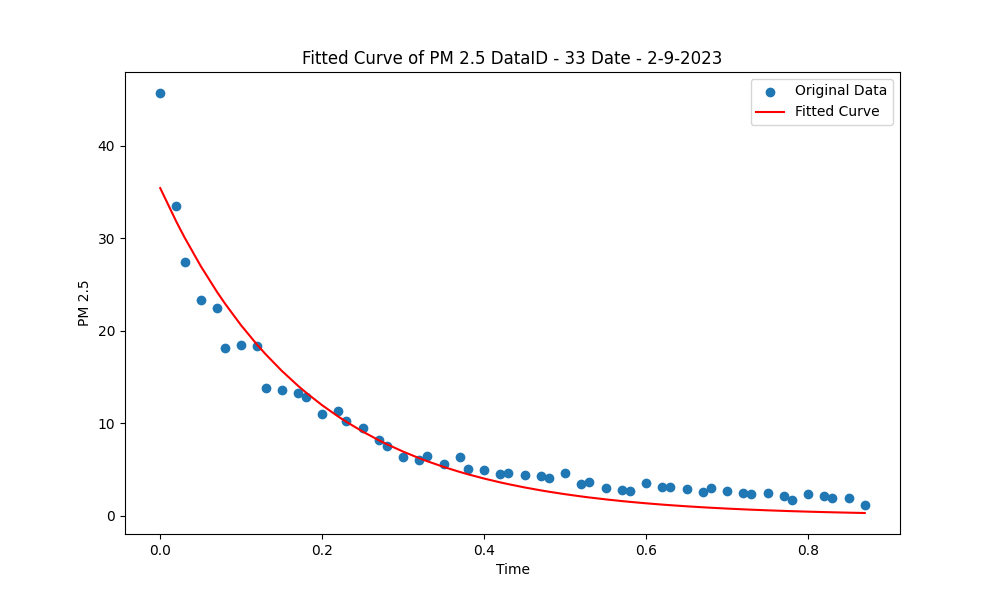 Fitted Curve of PM 2.5 DataID - 33 Date - 2-9-2023
Original Data
Fitted Curve
PM 2.5
40
30
20
10
0
0.0
0.2
0.4
0.6
0.8
Time